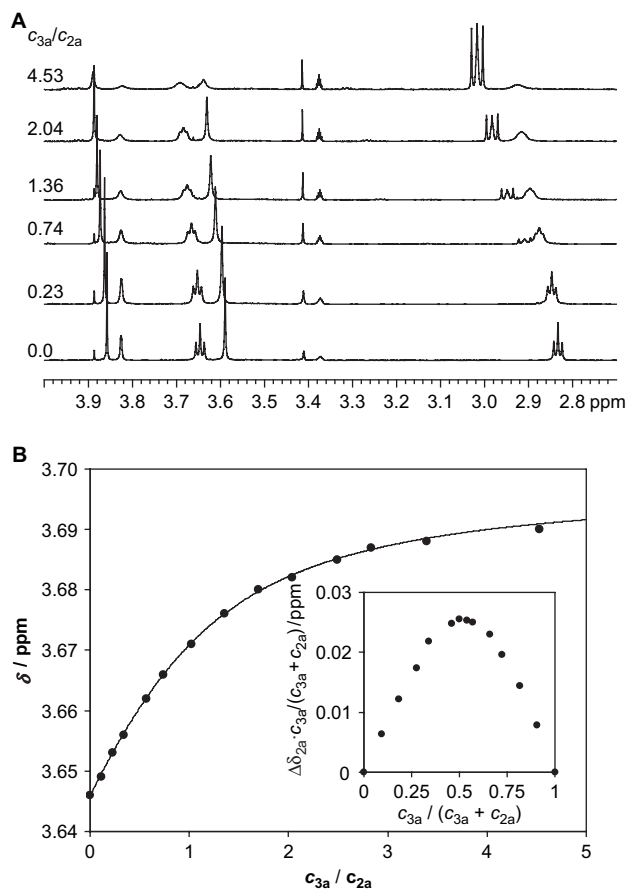 A
c3a/c2a
4.53
2.04
1.36
0.74
0.23
0.0
3.9 3.8 3.7 3.6 3.5 3.4 3.3 3.2 3.1 3.0 2.9 2.8 ppm
B
3.70
3.69
3.68
3.67
3.66
3.65
3.64
δ / ppm
0 1 2 3 4 5
c3a / c2a
0.03
0.02
0.01
0
Δδ2a·c3a/(c3a + c2a)/ppm
0 0.25 0.5 0.75 1
c3a / (c3a + c2a)